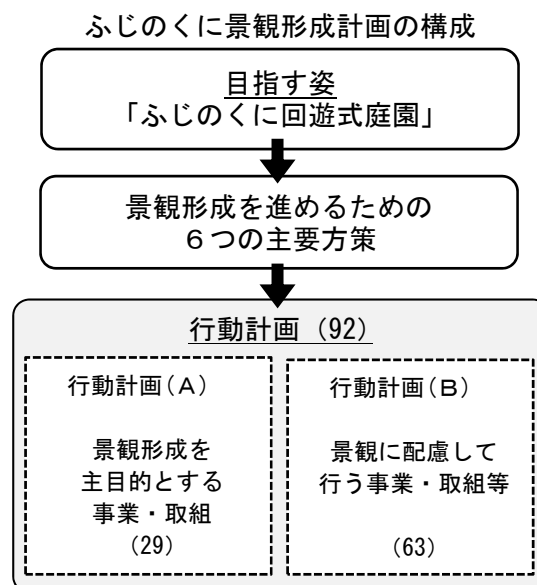 ふじのくに景観形成計画の構成
目指す姿
「ふじのくに回遊式庭園」
景観形成を進めるための
６つの主要方策
行動計画（92）
行動計画（Ａ）
景観形成を
主目的とする
事業・取組
（29）
行動計画（Ｂ）
景観に配慮して
行う事業・取組等
（63）